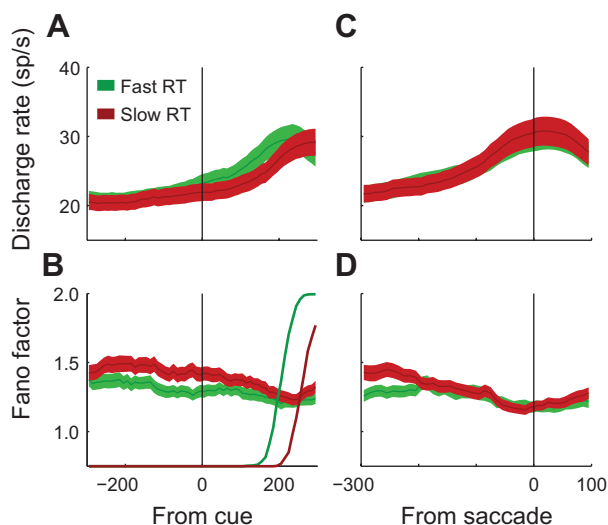 A
C
Discharge rate (sp/s)
40
30
20
Fast RT
Slow RT
B
D
Fano factor
2.0
1.5
1.0
−200
0
200
−300
0
100
From cue
From saccade